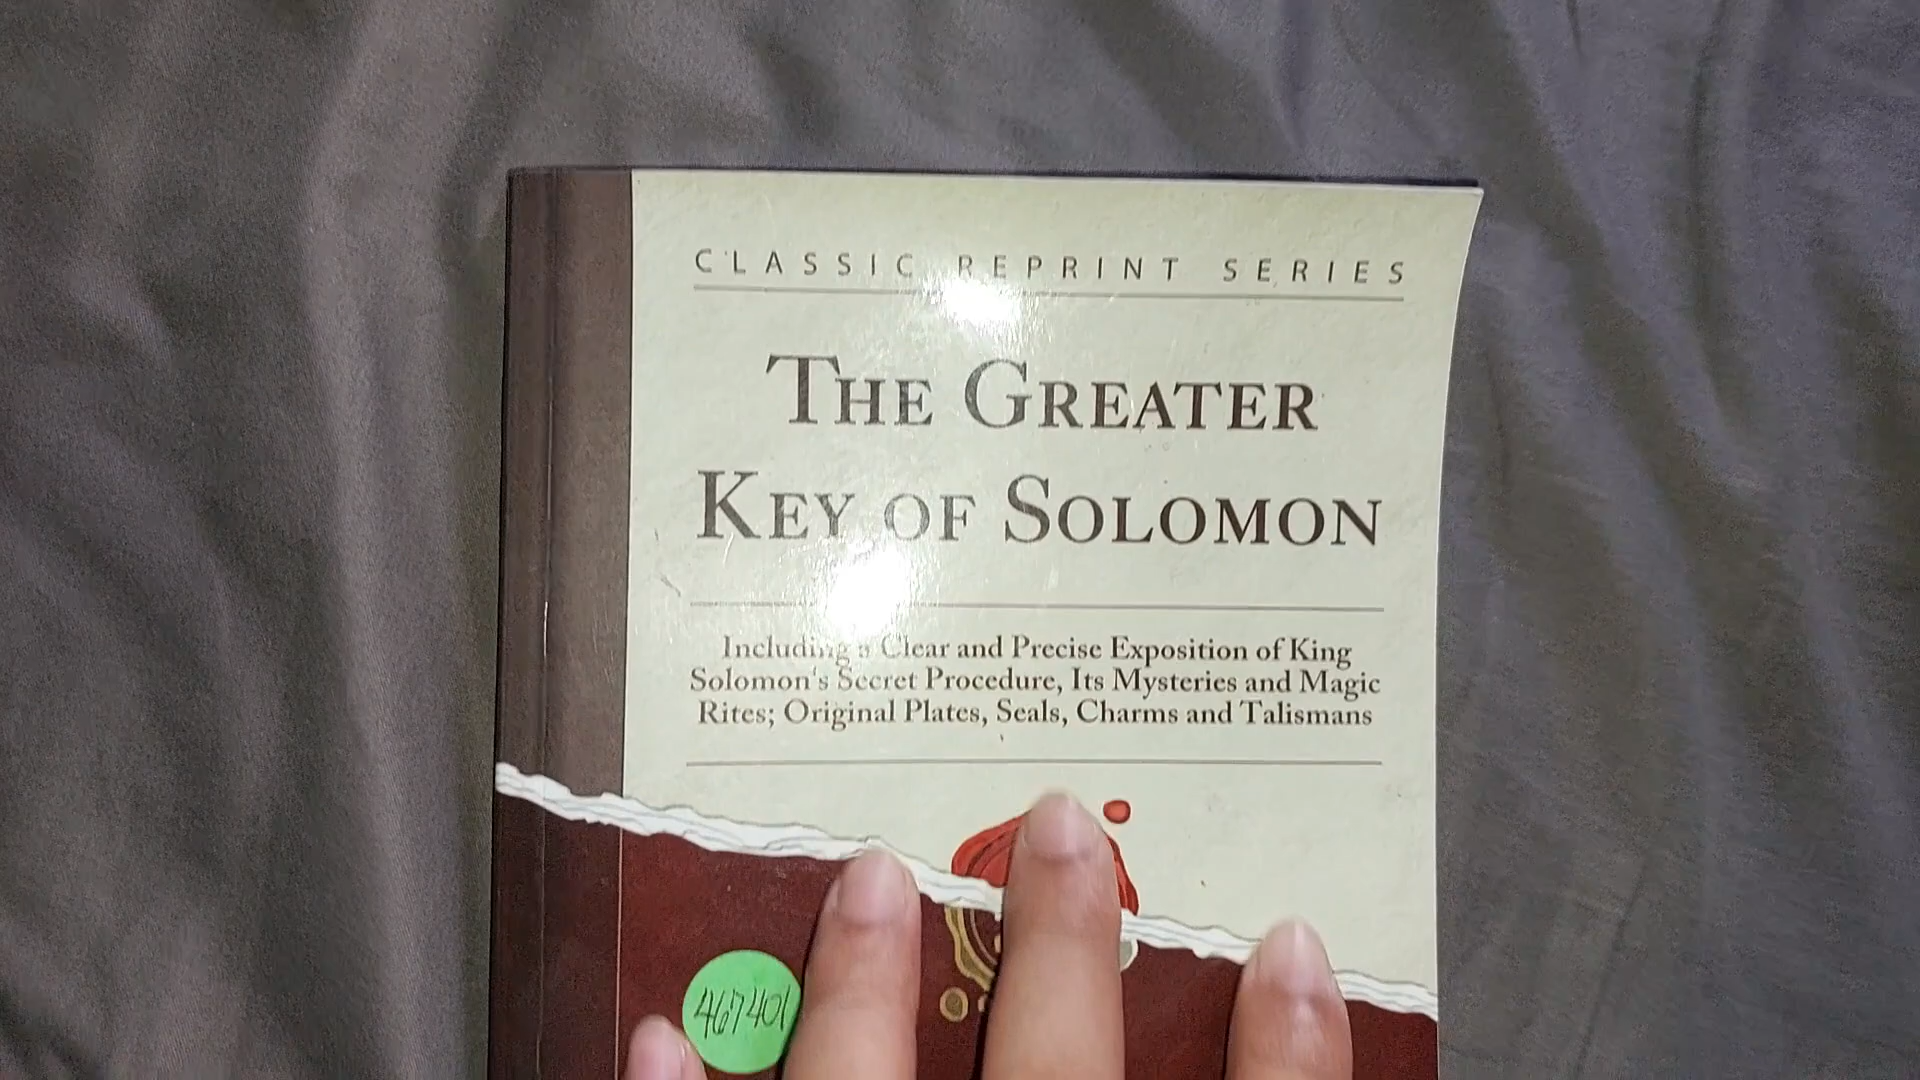 CLASSIC REPRINT SERIES
THE GREATER
KEY OF SOLOMON
Including a Clear and Precise Exposition of King
Solomon's Secret Procedure, Its Mysteries and Magic
Rites; Original Plates, Seals, Charms and Talismans
467401